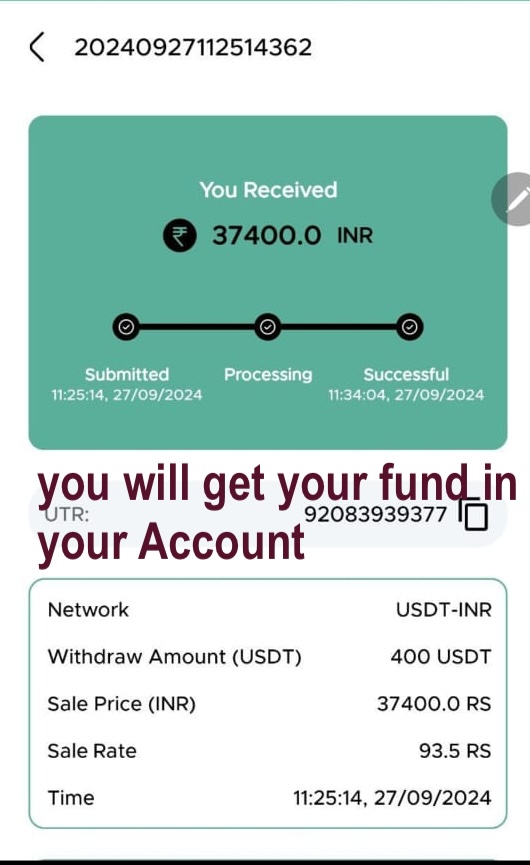 20240927112514362
You Received
₹ 37400.0 INR
Submitted Processing Successful
11:25:14, 27/09/2024 11:34:04, 27/09/2024
you will get your fund in
UTR: 92083939377
your Account
Network USDT-INR
Withdraw Amount (USDT) 400 USDT
Sale Price (INR) 37400.0 RS
Sale Rate 93.5 RS
Time 11:25:14, 27/09/2024